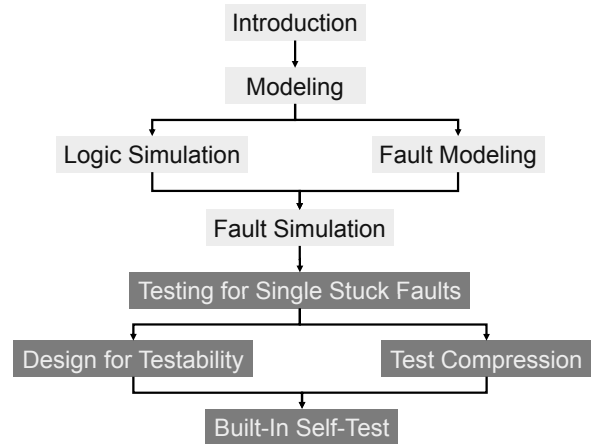 Introduction
Modeling
Logic Simulation
Fault Modeling
Fault Simulation
Testing for Single Stuck Faults
Design for Testability
Test Compression
Built-In Self-Test